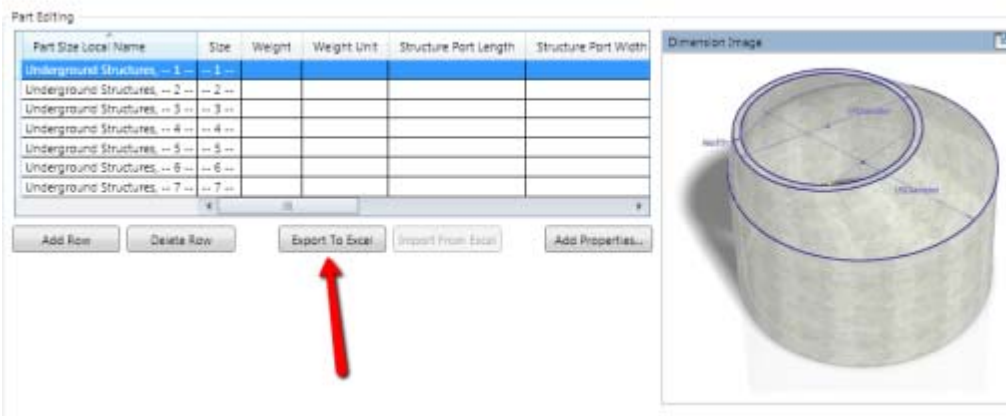 Part Editing
Part Size Local Name Size Weight Weight Unit Structure Port Length Structure Port Width
Underground Structures, -- 1 -- -- 1 --
Underground Structures, -- 2 -- -- 2 --
Underground Structures, -- 3 -- -- 3 --
Underground Structures, -- 4 -- -- 4 --
Underground Structures, -- 5 -- -- 5 --
Underground Structures, -- 6 -- -- 6 --
Underground Structures, -- 7 -- -- 7 --
Add Row Delete Row Export To Excel Import From Excel Add Properties...
Dimension Image